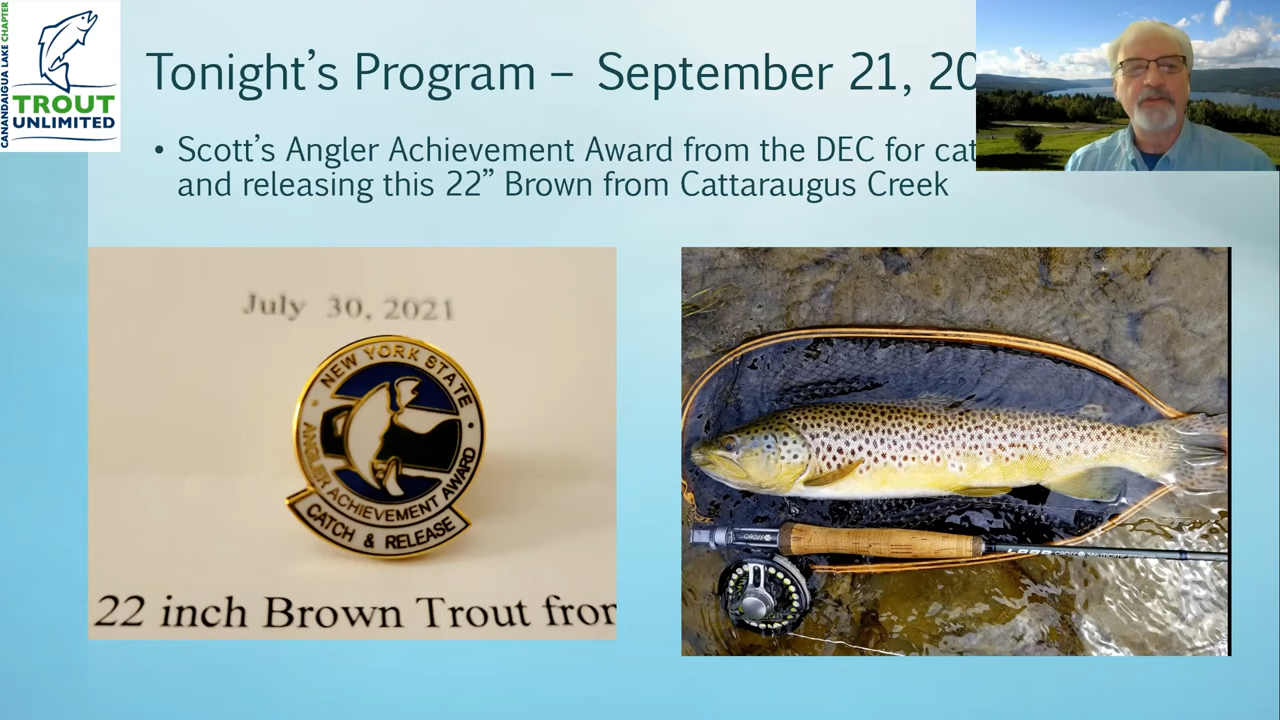 CANANDAIGUA LAKE CHAPTER
TROUT
UNLIMITED
Tonight's Program – September 21, 20
• Scott's Angler Achievement Award from the DEC for cat
and releasing this 22” Brown from Cattaraugus Creek
July 30, 2021
• NEW YORK STATE •
ANGLER ACHIEVEMENT AWARD
CATCH & RELEASE
22 inch Brown Trout from
CROSS